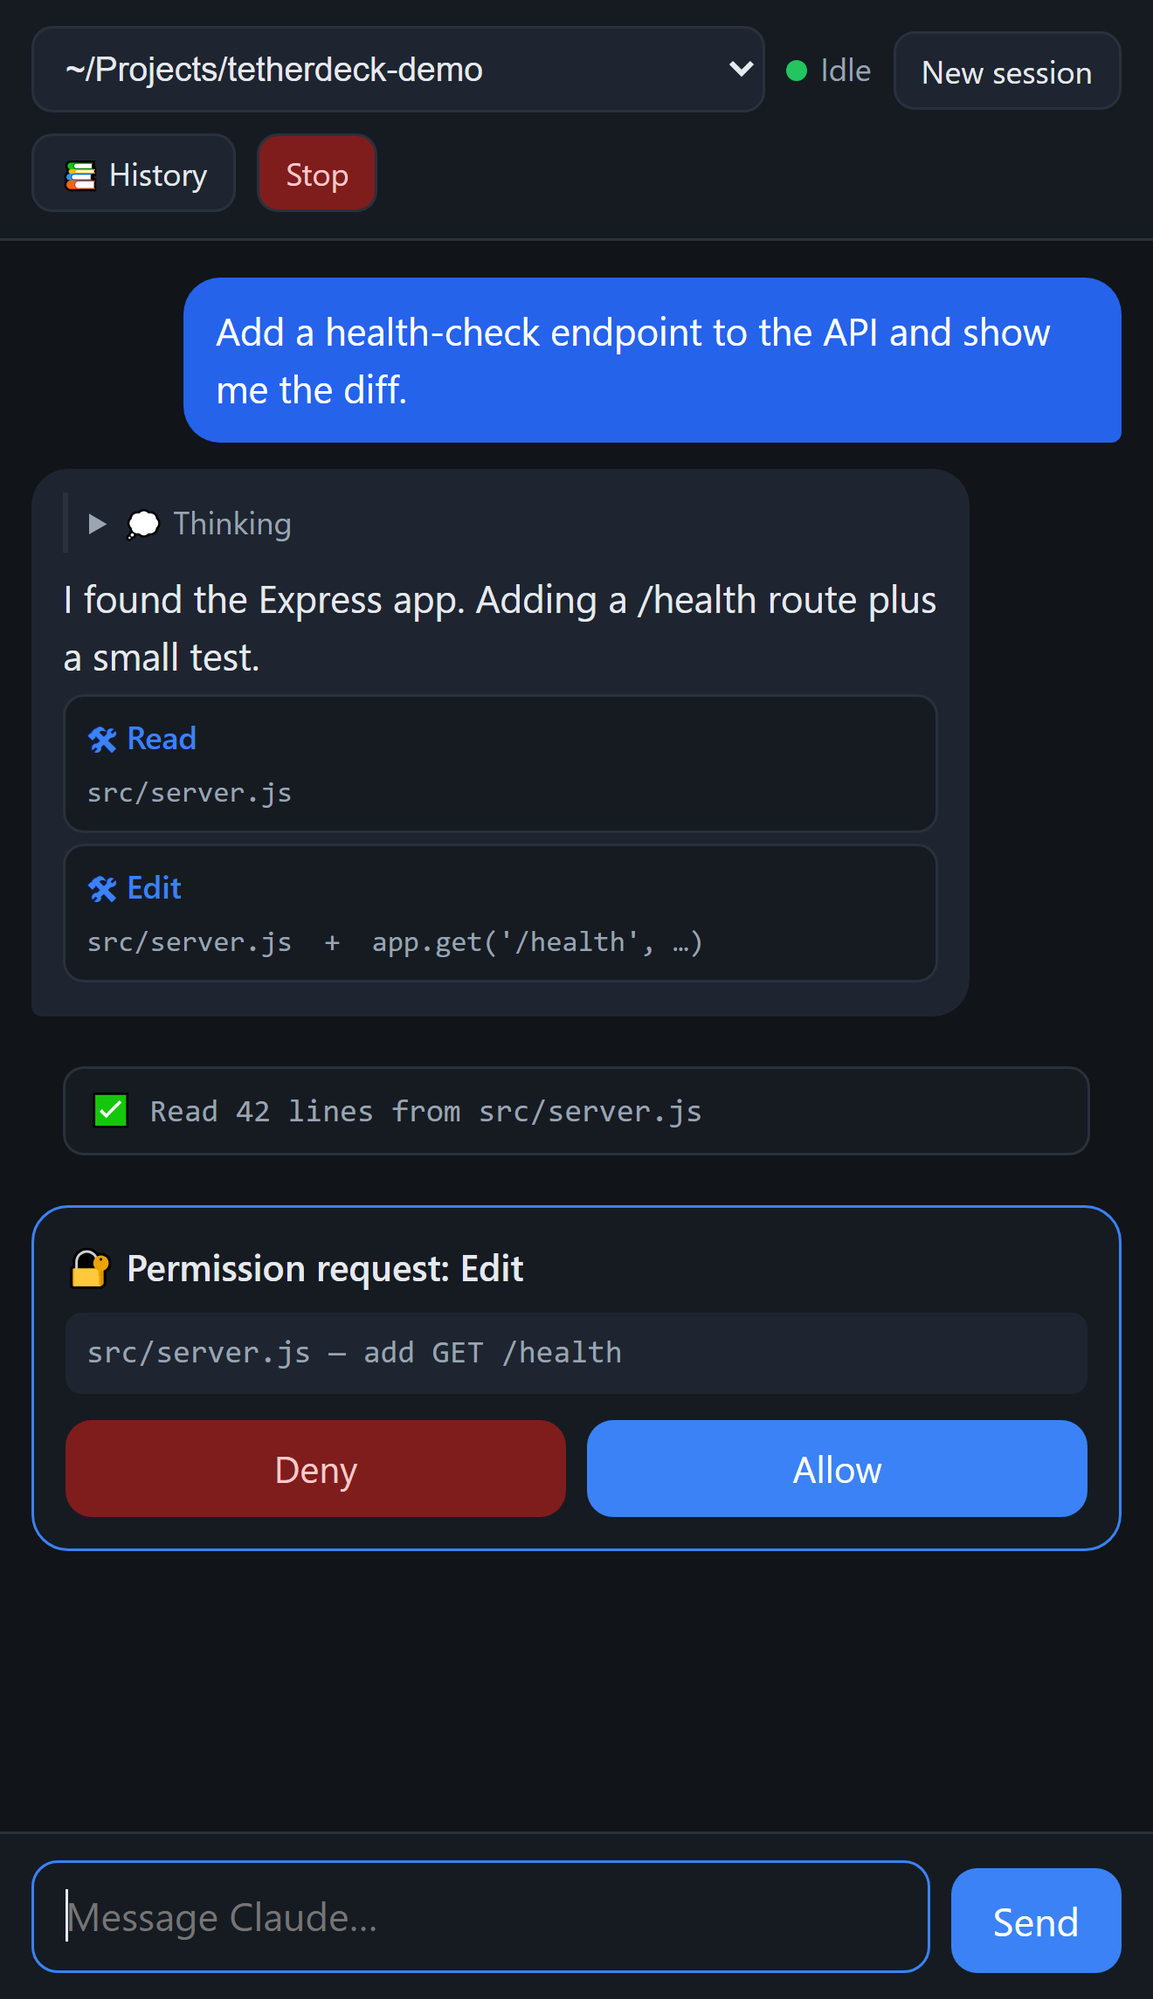 ~/Projects/tetherdeck-demo
Idle
New session
History
Stop
Add a health-check endpoint to the API and show
me the diff.
Thinking
I found the Express app. Adding a /health route plus
a small test.
Read
src/server.js
Edit
src/server.js + app.get('/health', …)
Read 42 lines from src/server.js
Permission request: Edit
src/server.js — add GET /health
Deny
Allow
Message Claude…
Send